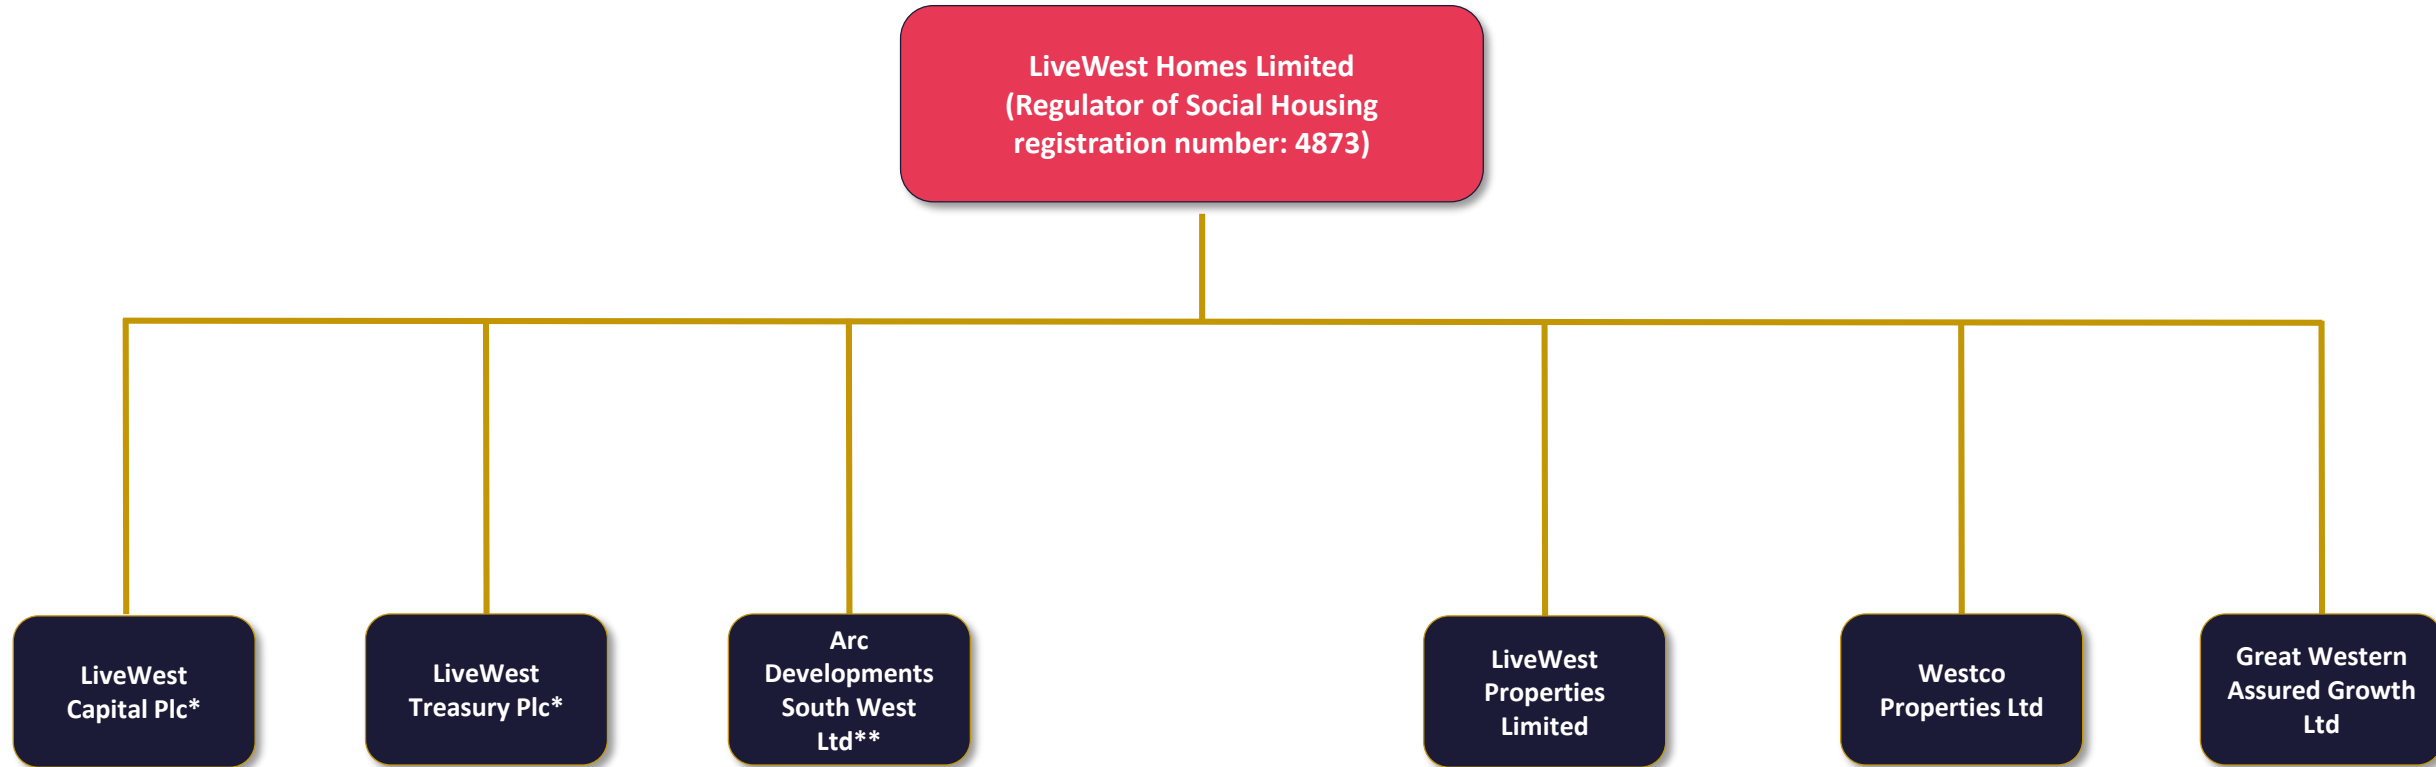 LiveWest Homes Limited
(Regulator of Social Housing
registration number: 4873)
LiveWest
Capital Plc*
LiveWest
Treasury Plc*
Arc
Developments
South West
Ltd**
LiveWest
Properties
Limited
Westco
Properties Ltd
Great Western
Assured Growth
Ltd